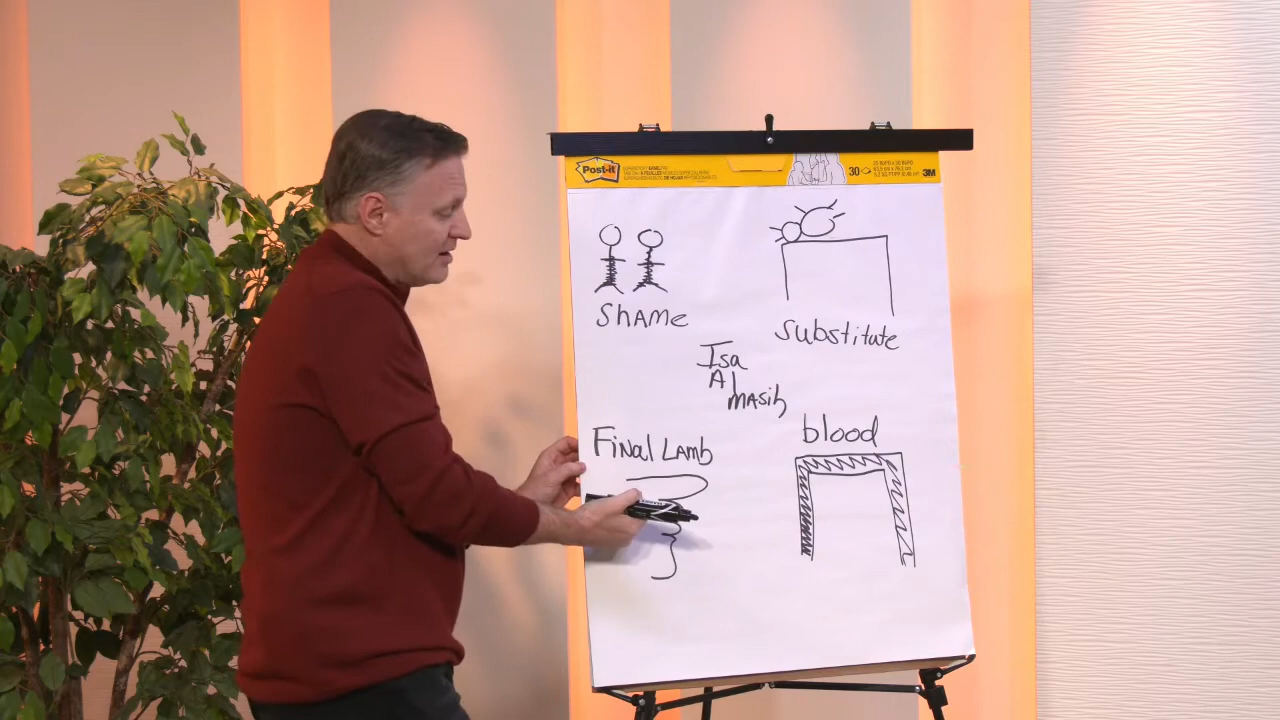 Post-it
30
3M
ShAMe
Substitute
Isa
Al
MAsih
Final LAmb
blood